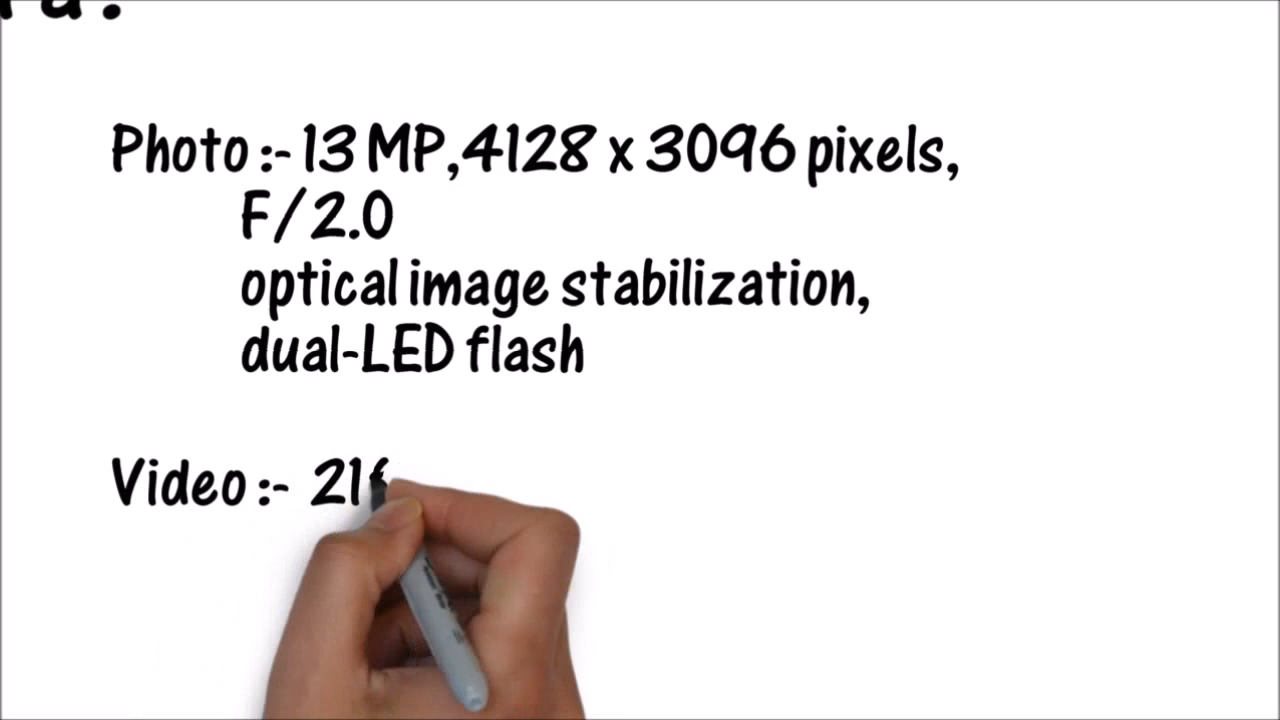 Photo :- 13 MP,4128 x 3096 pixels,
F/2.0
optical image stabilization,
dual-LED flash
Video :- 21